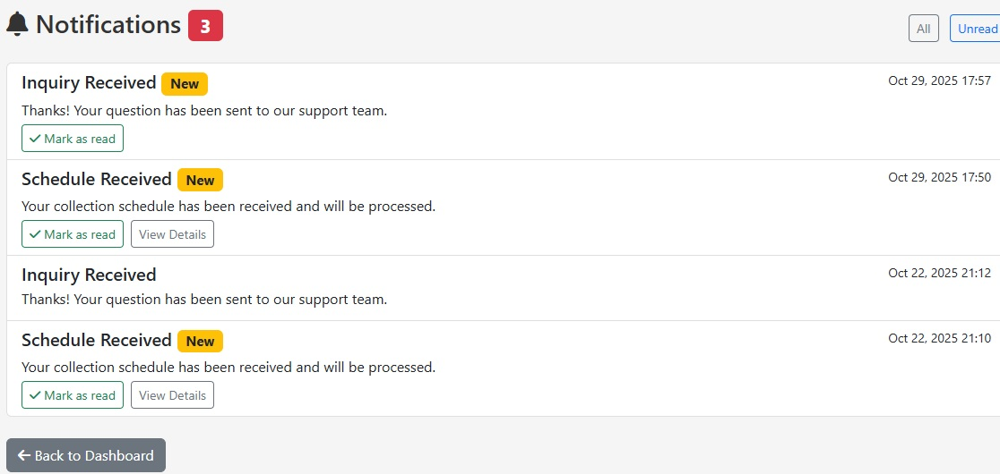 Notifications 3
All Unread
Inquiry Received New Oct 29, 2025 17:57
Thanks! Your question has been sent to our support team.
Mark as read
Schedule Received New Oct 29, 2025 17:50
Your collection schedule has been received and will be processed.
Mark as read View Details
Inquiry Received Oct 22, 2025 21:12
Thanks! Your question has been sent to our support team.
Schedule Received New Oct 22, 2025 21:10
Your collection schedule has been received and will be processed.
Mark as read View Details
Back to Dashboard